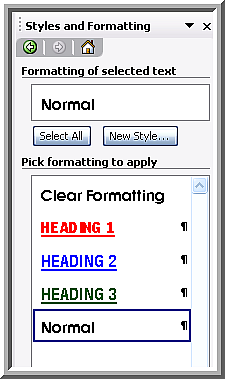 Styles and Formatting
Formatting of selected text
Normal
Select All New Style...
Pick formatting to apply
Clear Formatting
HEADING 1 ¶
HEADING 2 ¶
HEADING 3 ¶
Normal ¶